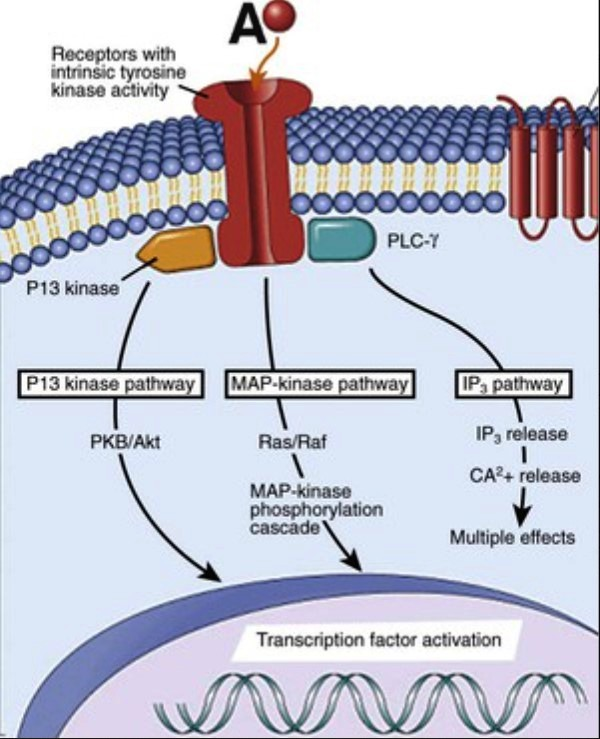 A
Receptors with
intrinsic tyrosine
kinase activity
PLC-γ
P13 kinase
P13 kinase pathway
MAP-kinase pathway
IP₃ pathway
PKB/Akt
Ras/Raf
IP₃ release
MAP-kinase
phosphorylation
cascade
CA²+ release
Multiple effects
Transcription factor activation